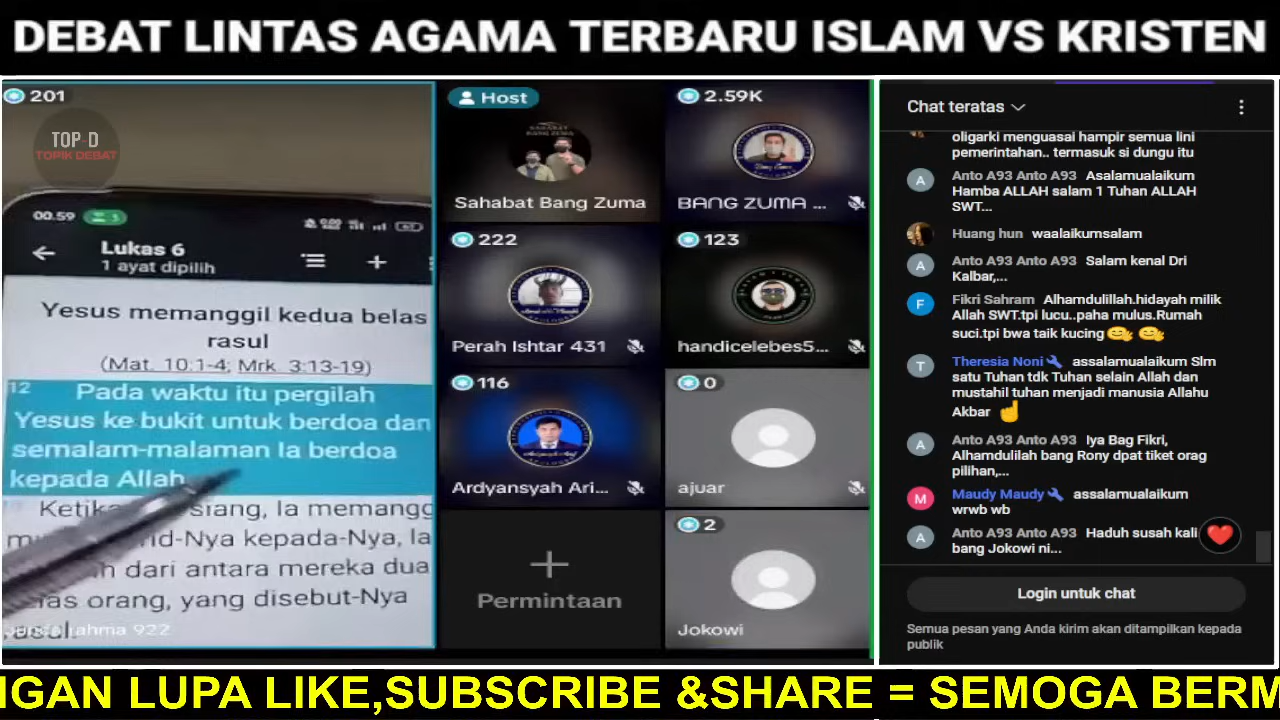 DEBAT LINTAS AGAMA TERBARU ISLAM VS KRISTEN
201
TOP D
TOPIK DEBAT
00.59
Lukas 6
1 ayat dipilih
Yesus memanggil kedua belas
rasul
(Mat. 10:1-4; Mrk. 3:13-19)
12 Pada waktu itu pergilah
Yesus ke bukit untuk berdoa dan
semalam-malaman Ia berdoa
kepada Allah
siang, Ia memangg
kepada-Nya, la
dari antara mereka dua
orang, yang disebut-Nya
922
Host
Sahabat Bang Zuma
2.59K
BANG ZUMA ...
222
Perah Ishtar 431
123
handicelebes5...
116
Ardyansyah Ari...
0
ajuar
Permintaan
2
Jokowi
Chat teratas
oligarki menguasai hampir semua lini
pemerintahan.. termasuk si dungu itu
A Anto A93 Anto A93 Asalamualaikum
Hamba ALLAH salam 1 Tuhan ALLAH
SWT...
Huang hun waalaikumsalam
A Anto A93 Anto A93 Salam kenal Dri
Kalbar,...
F Fikri Sahram Alhamdulillah.hidayah milik
Allah SWT.tpi lucu..paha mulus.Rumah
suci.tpi bwa taik kucing
T Theresia Noni assalamualaikum Slm
satu Tuhan tdk Tuhan selain Allah dan
mustahil tuhan menjadi manusia Allahu
Akbar
A Anto A93 Anto A93 Iya Bag Fikri,
Alhamdulilah bang Rony dpat tiket orag
pilihan,...
M Maudy Maudy assalamualaikum
wrwb wb
A Anto A93 Anto A93 Haduh susah kali
bang Jokowi ni...
Login untuk chat
Semua pesan yang Anda kirim akan ditampilkan kepada
publik
NGAN LUPA LIKE,SUBSCRIBE &SHARE = SEMOGA BERM